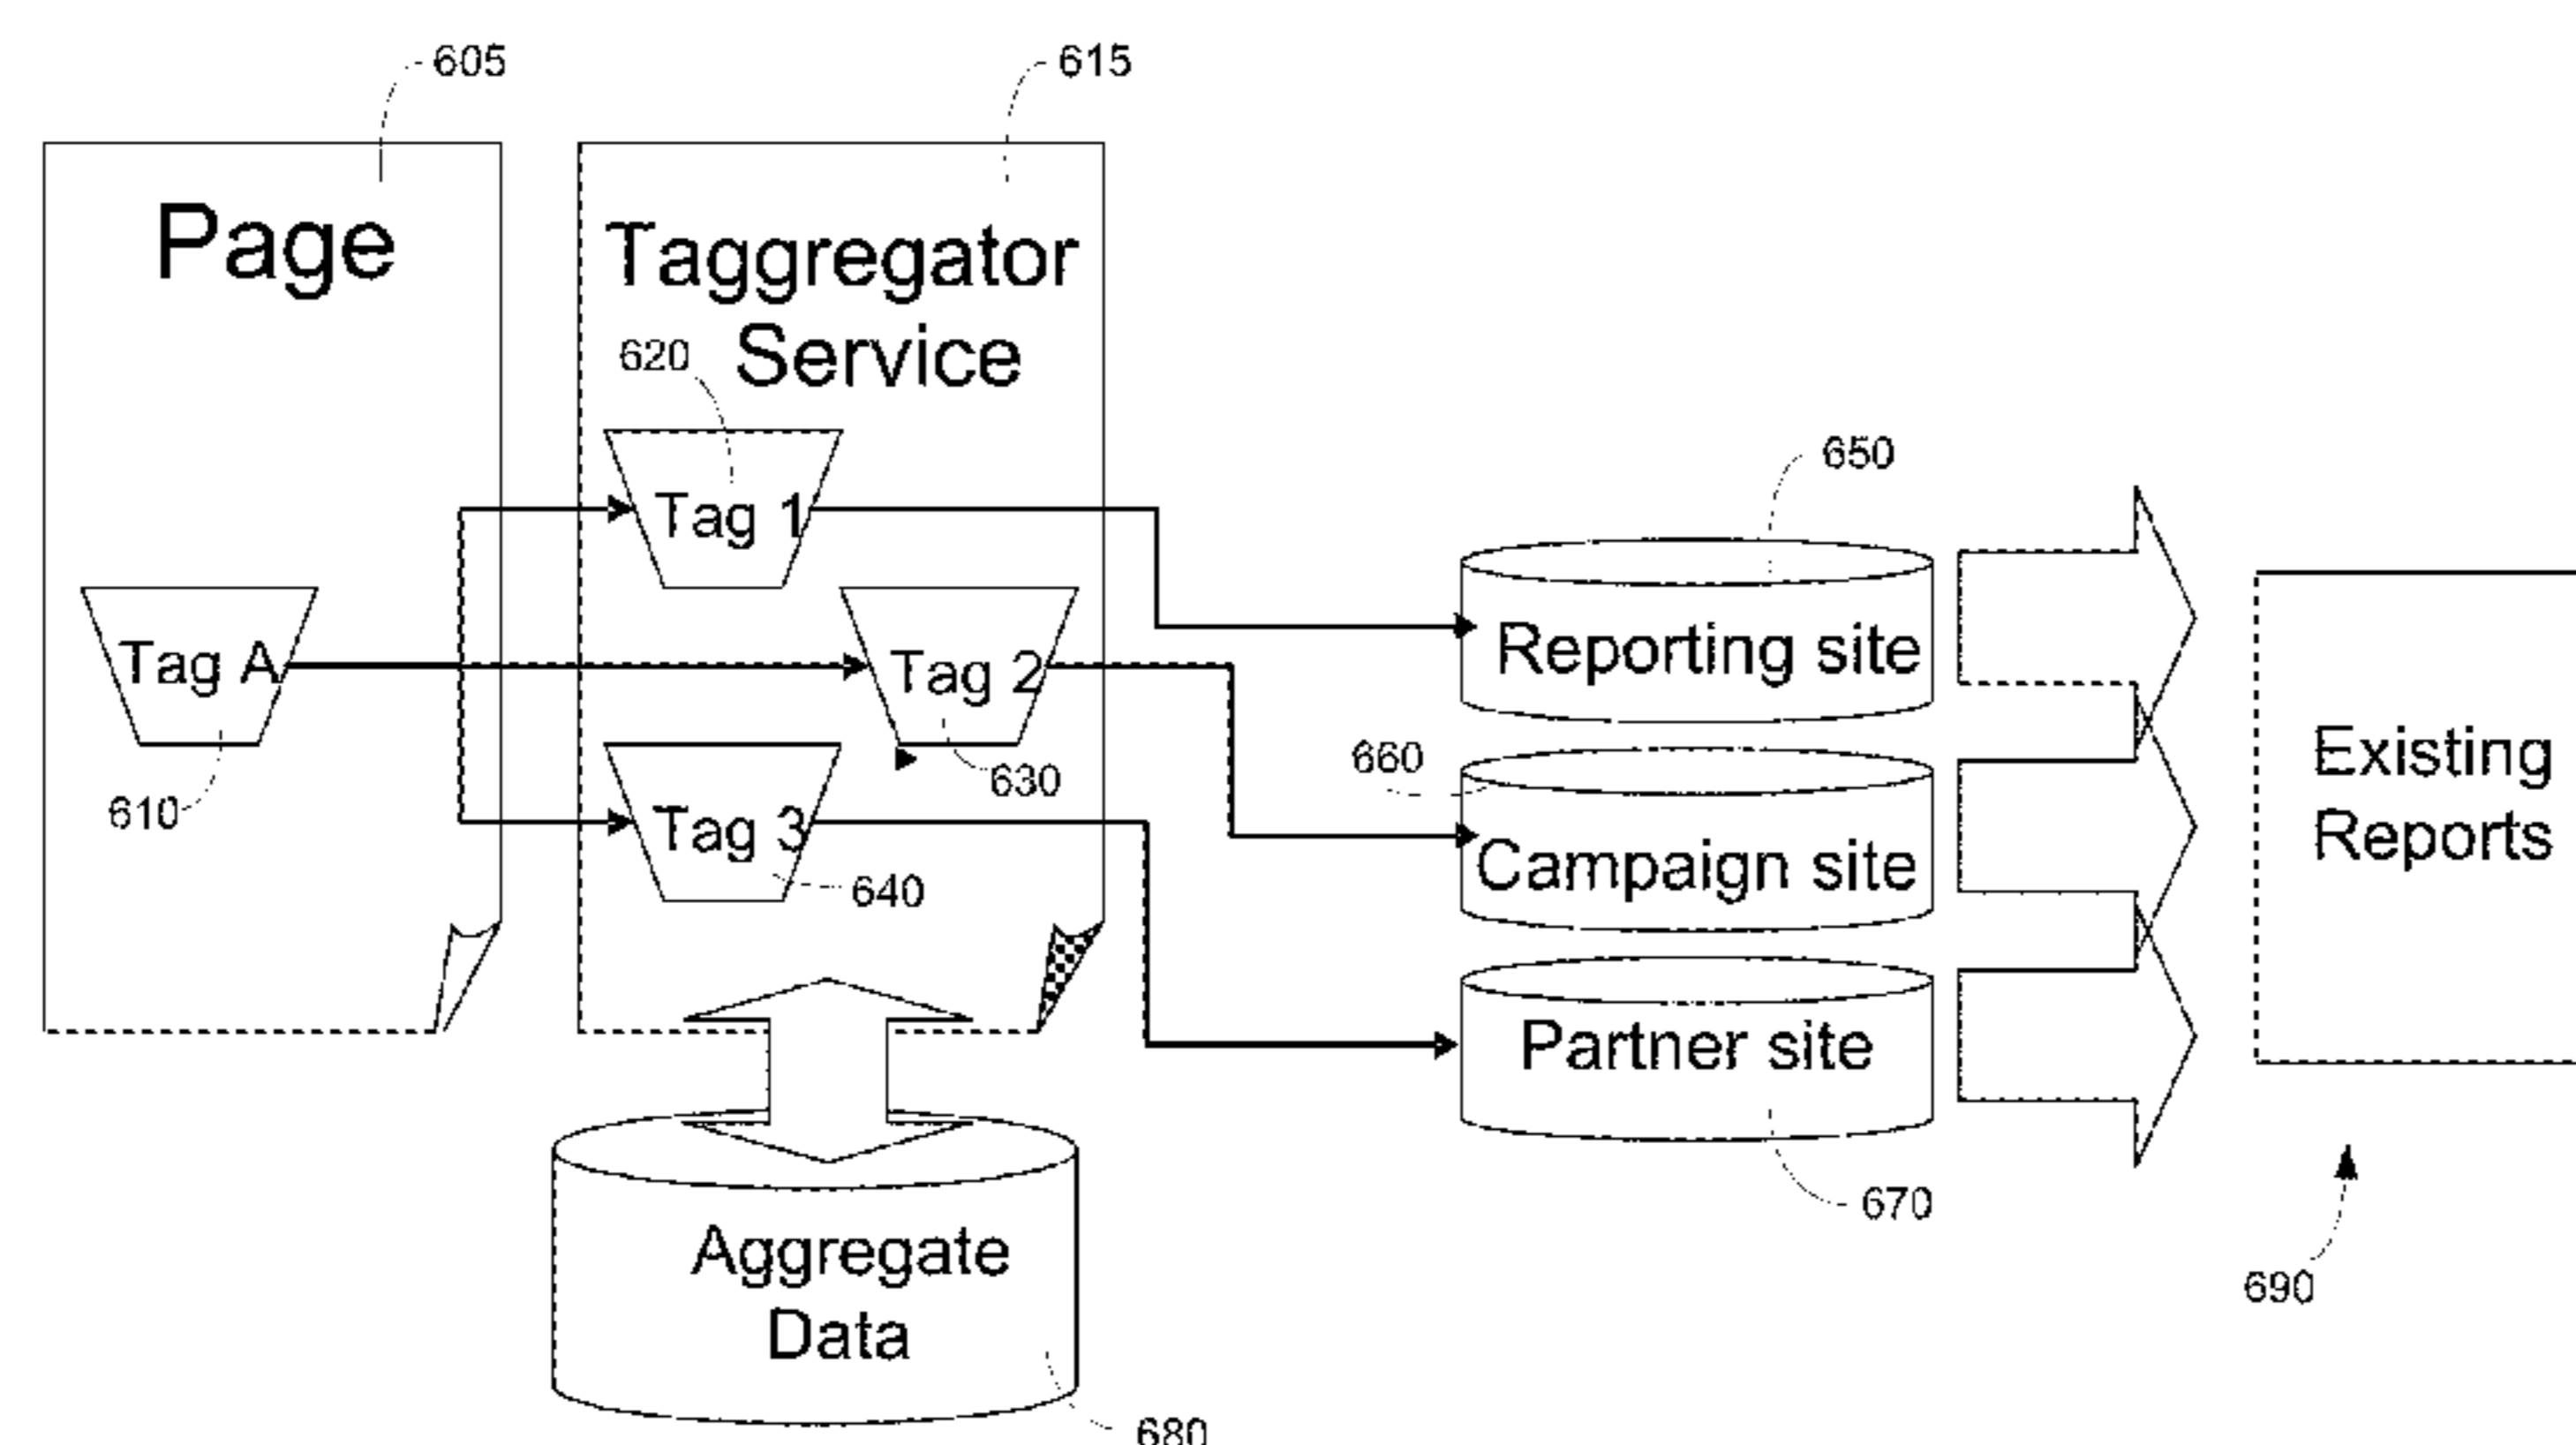 605
615
Page
Taggregator
Service
620
Tag 1
650
Tag A
Tag 2
Reporting site
610
630
660
Existing
Reports
Tag 3
640
Campaign site
Partner site
670
Aggregate
Data
690
680